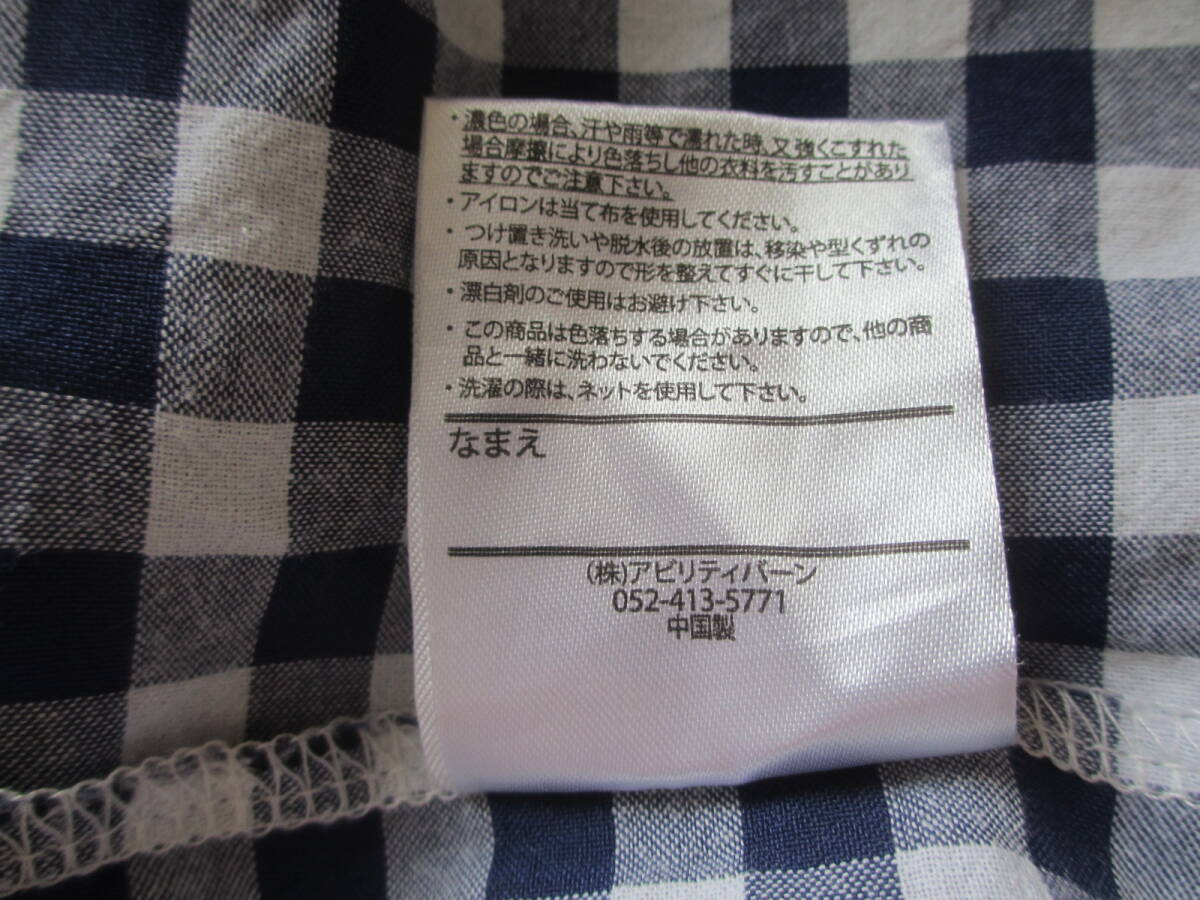 ・濃色の場合、汗や雨等で濡れた時、又強くこすれた
場合摩擦により色落ちし他の衣料を汚すことがあり
ますのでご注意下さい。
・アイロンは当て布を使用してください。
・つけ置き洗いや脱水後の放置は、移染や型くずれの
原因となりますので形を整えてすぐに干して下さい。
・漂白剤のご使用はお避け下さい。
・この商品は色落ちする場合がありますので、他の商
品と一緒に洗わないでください。
・洗濯の際は、ネットを使用して下さい。
なまえ
(株)アビリティバーン
052-413-5771
中国製